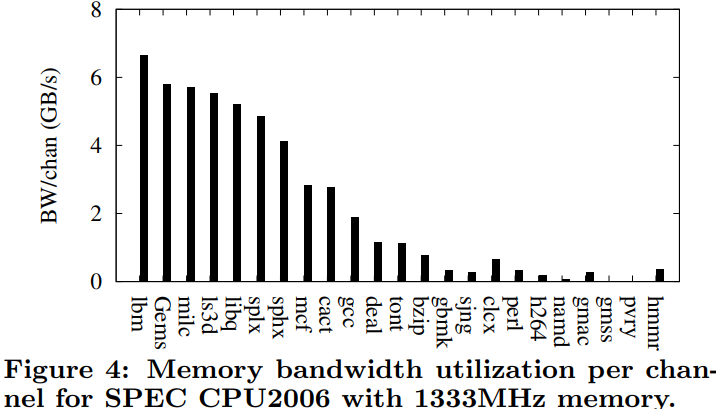 8
6
4
2
0
BW/chan (GB/s)
lbm
Gems
milc
ls3d
libq
splx
sphx
mcf
cact
gcc
deal
tont
bzip
gbmk
sjng
clcx
perl
h264
namd
gmac
gmss
pvry
hmmr
Figure 4: Memory bandwidth utilization per chan-
nel for SPEC CPU2006 with 1333MHz memory.